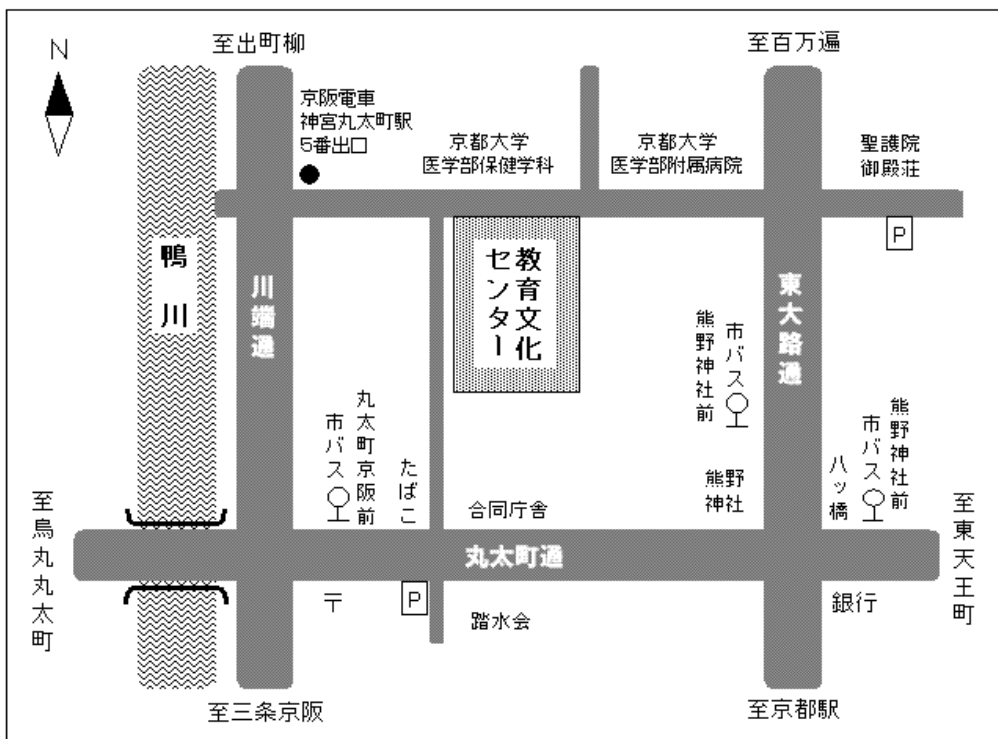 N
至出町柳
至百万遍
京阪電車
神宮丸太町駅
5番出口
京都大学
医学部保健学科
京都大学
医学部附属病院
聖護院
御殿荘
P
鴨川
川端通
教育文化
センター
東大路通
市バス
熊野神社前
熊野神社前
市バス
八ッ橋
丸太町京阪前
市バス
たばこ
合同庁舎
熊野
神社
至烏丸丸太町
至東天王町
丸太町通
〒
P
踏水会
銀行
至三条京阪
至京都駅